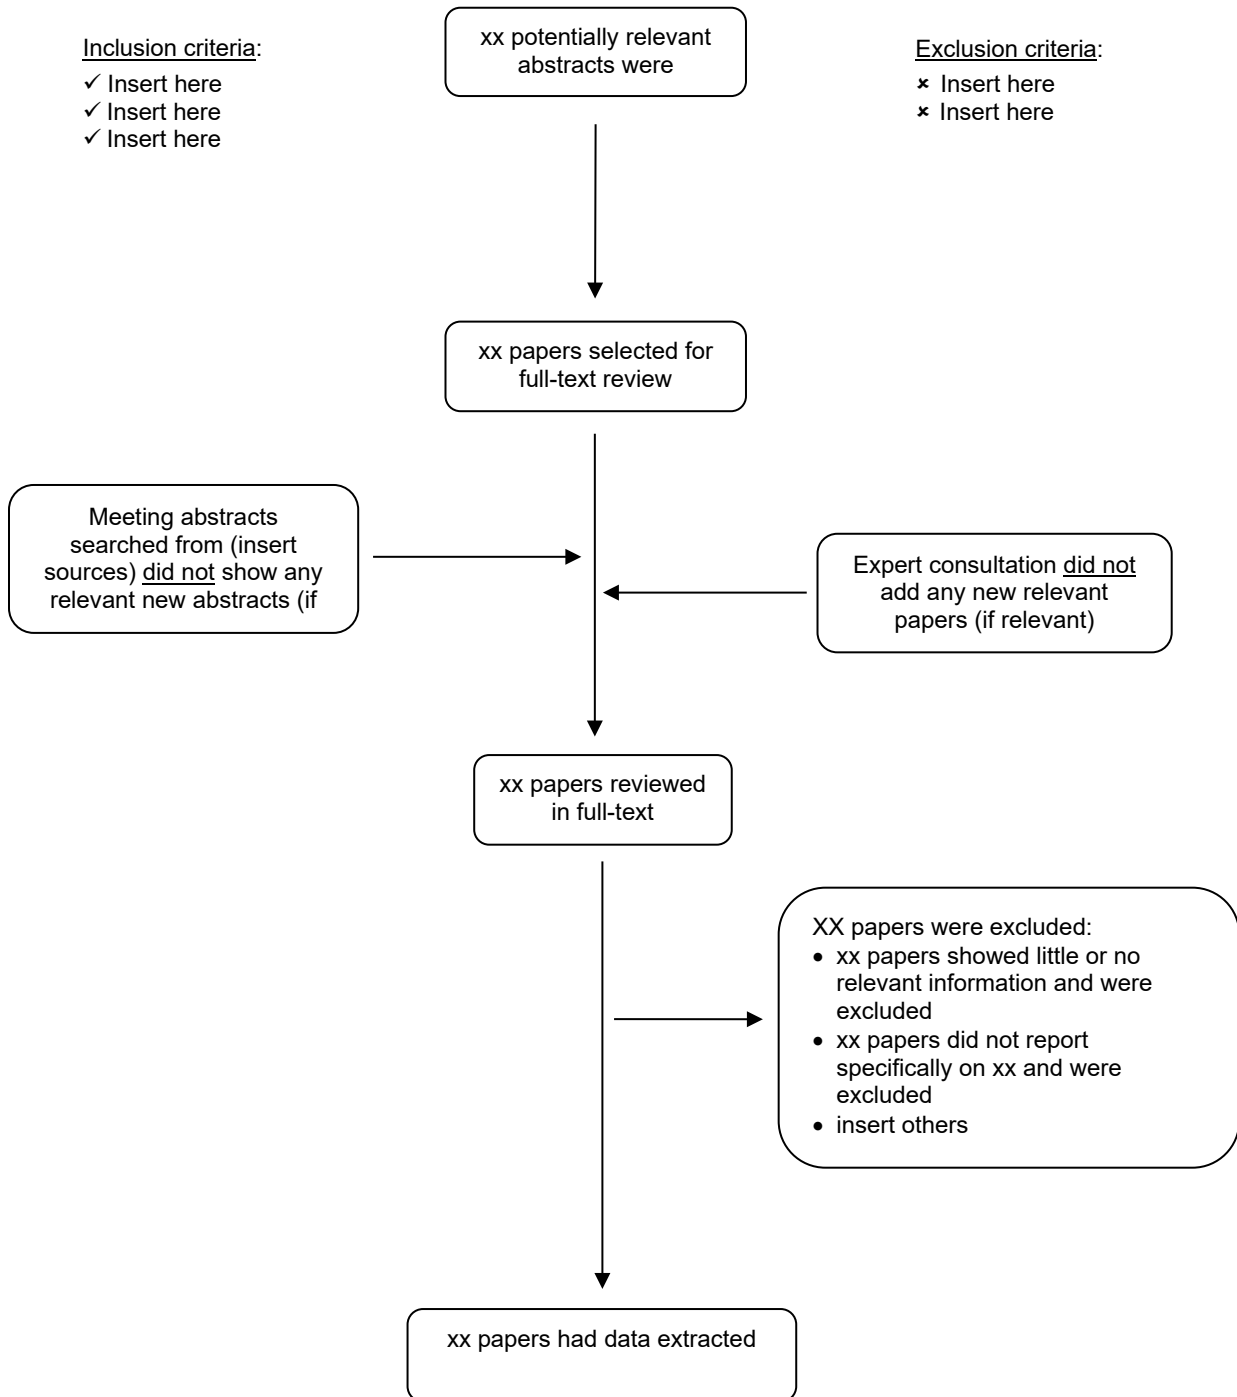 Inclusion criteria:
✓ Insert here
✓ Insert here
✓ Insert here
xx potentially relevant
abstracts were
Exclusion criteria:
× Insert here
× Insert here
xx papers selected for
full-text review
Meeting abstracts
searched from (insert
sources) did not show any
relevant new abstracts (if
Expert consultation did not
add any new relevant
papers (if relevant)
xx papers reviewed
in full-text
XX papers were excluded:
• xx papers showed little or no
relevant information and were
excluded
• xx papers did not report
specifically on xx and were
excluded
• insert others
xx papers had data extracted